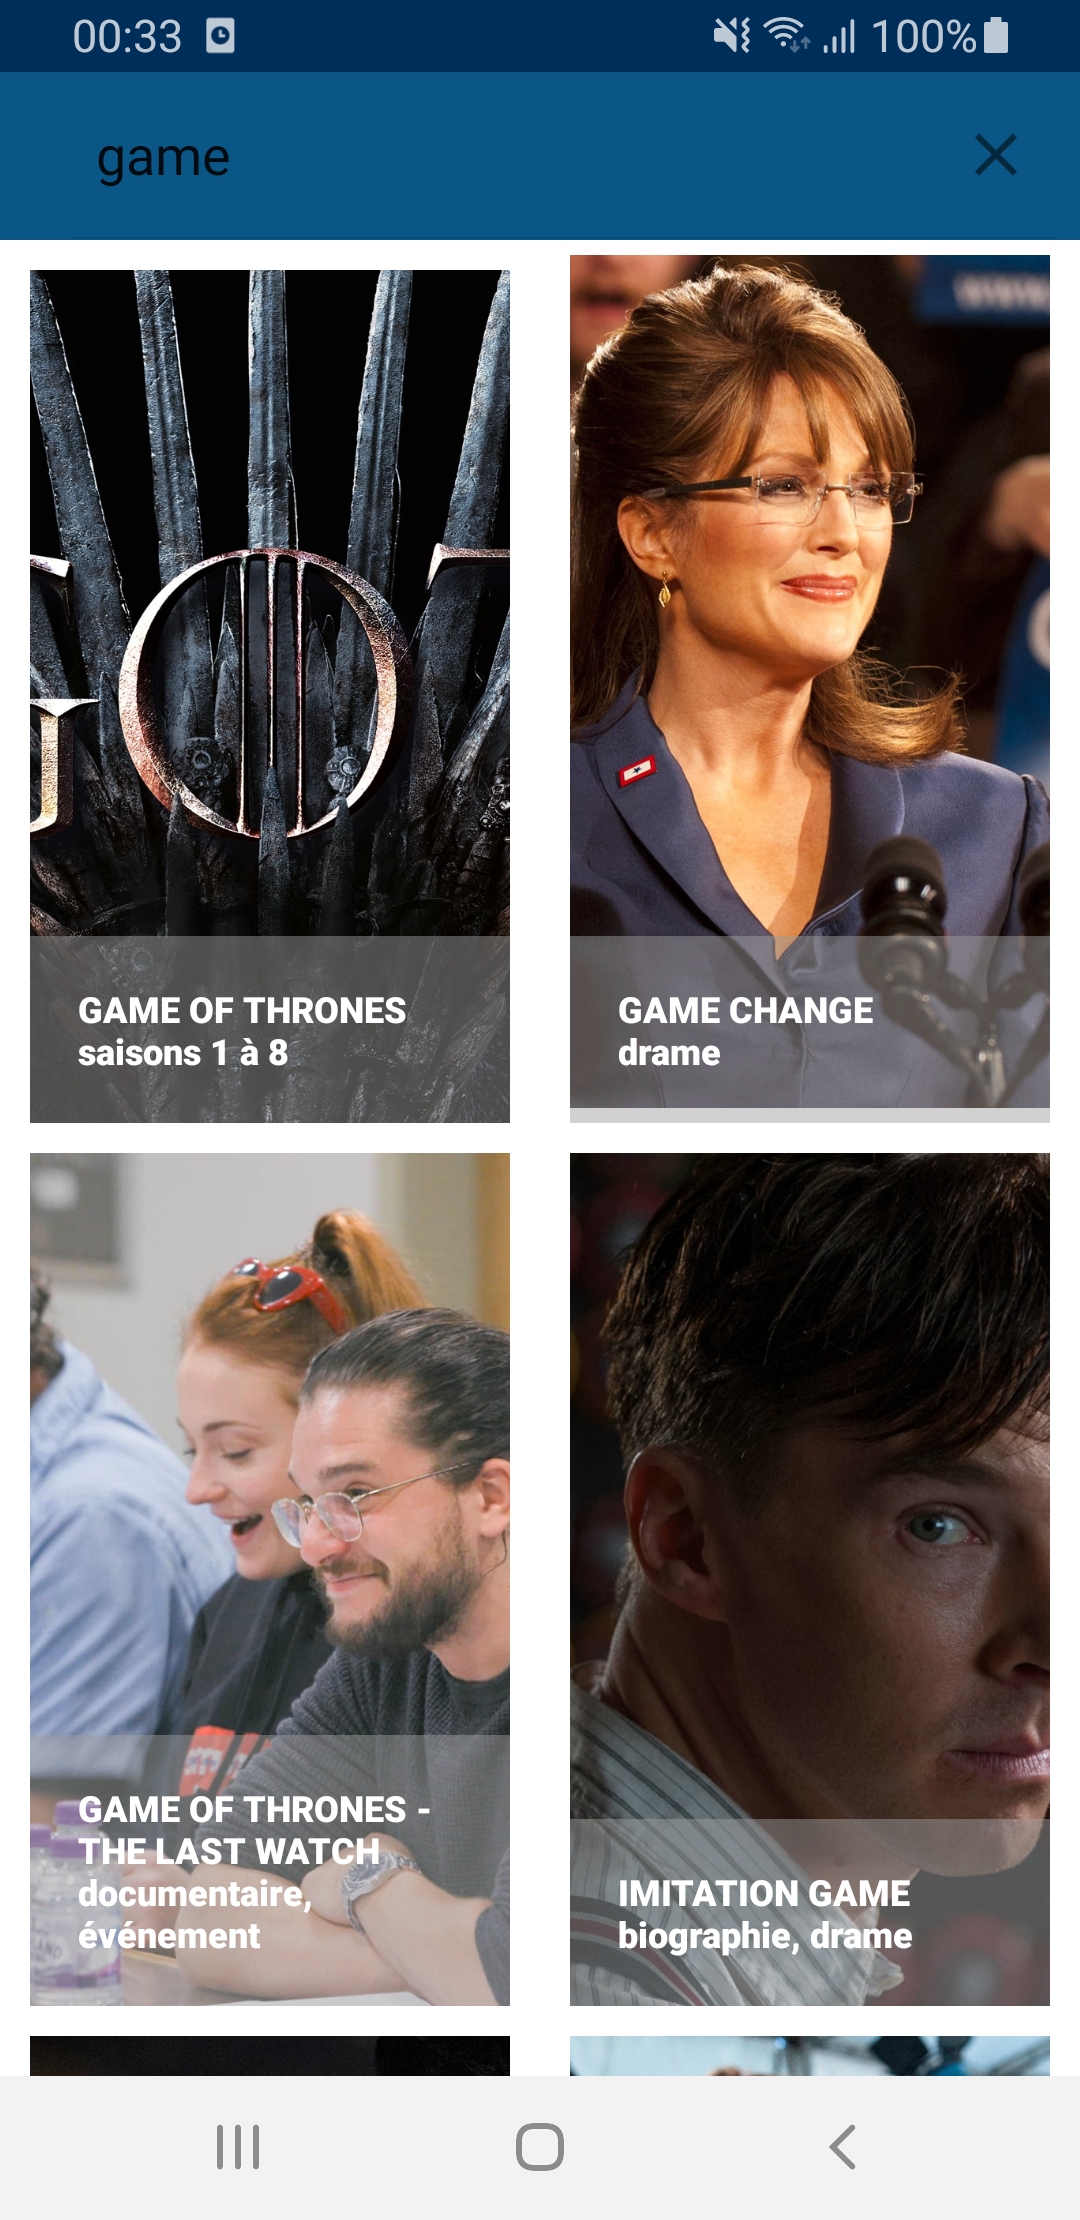 00:33
100%
game
GOT
GAME OF THRONES
saisons 1 à 8
GAME CHANGE
drame
GAME OF THRONES -
THE LAST WATCH
documentaire,
événement
IMITATION GAME
biographie, drame